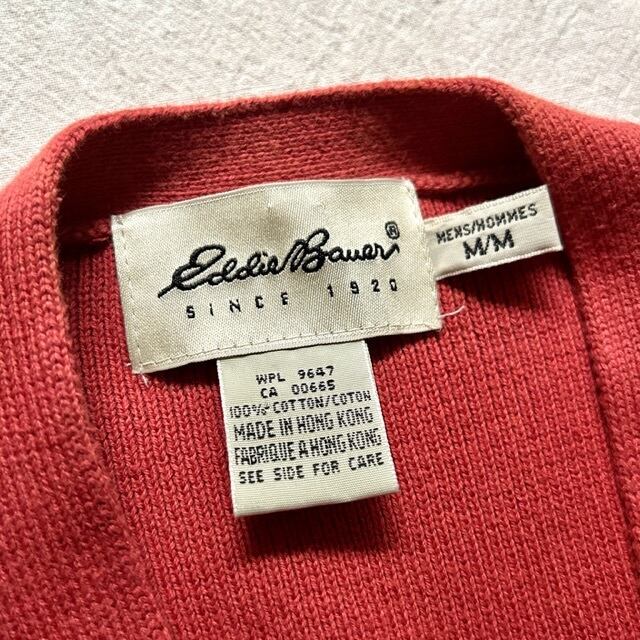 Eddie Bauer®
SINCE 1920
MENS/HOMMES
M/M
WPL 9647
CA 00665
100% COTTON/COTON
MADE IN HONG KONG
FABRIQUE A HONG KONG
SEE SIDE FOR CARE